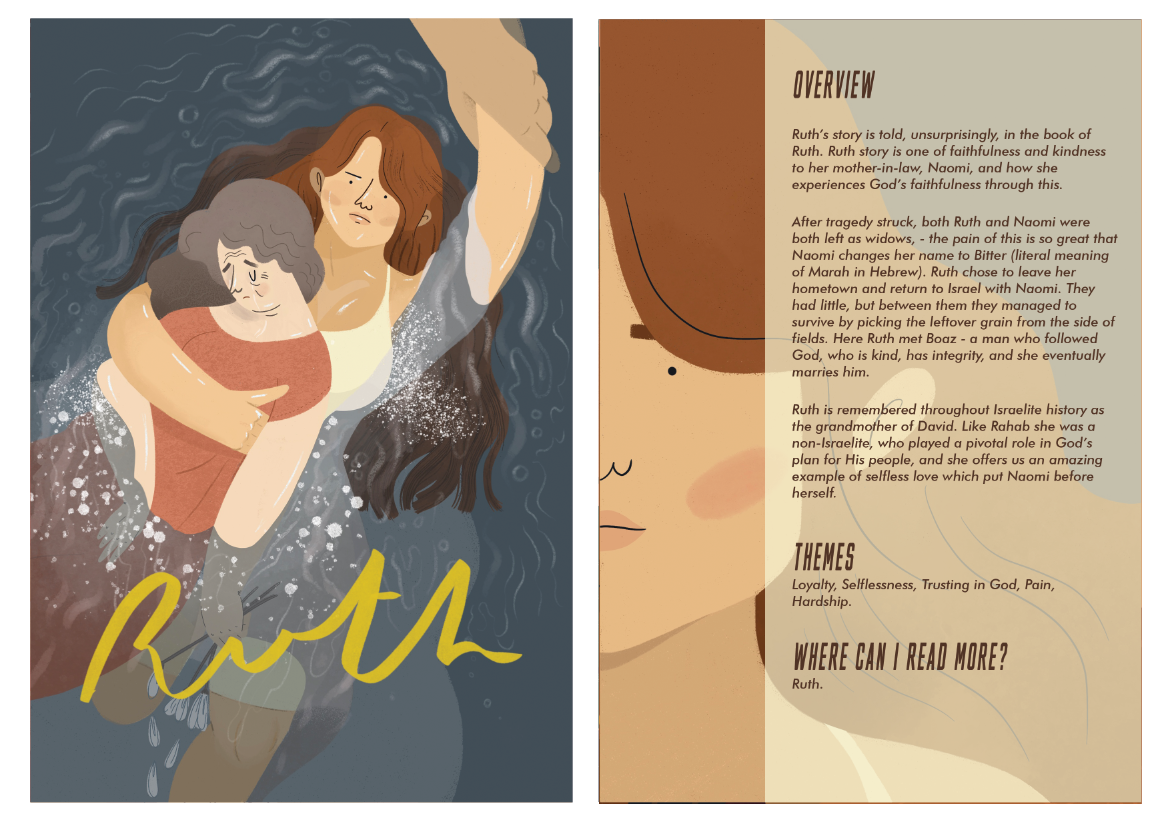 Ruth
OVERVIEW
Ruth's story is told, unsurprisingly, in the book of
Ruth. Ruth story is one of faithfulness and kindness
to her mother-in-law, Naomi, and how she
experiences God's faithfulness through this.
After tragedy struck, both Ruth and Naomi were
both left as widows, - the pain of this is so great that
Naomi changes her name to Bitter (literal meaning
of Marah in Hebrew). Ruth chose to leave her
hometown and return to Israel with Naomi. They
had little, but between them they managed to
survive by picking the leftover grain from the side of
fields. Here Ruth met Boaz - a man who followed
God, who is kind, has integrity, and she eventually
marries him.
Ruth is remembered throughout Israelite history as
the grandmother of David. Like Rahab she was a
non-Israelite, who played a pivotal role in God's
plan for His people, and she offers us an amazing
example of selfless love which put Naomi before
herself.
THEMES
Loyalty, Selflessness, Trusting in God, Pain,
Hardship.
WHERE CAN I READ MORE?
Ruth.